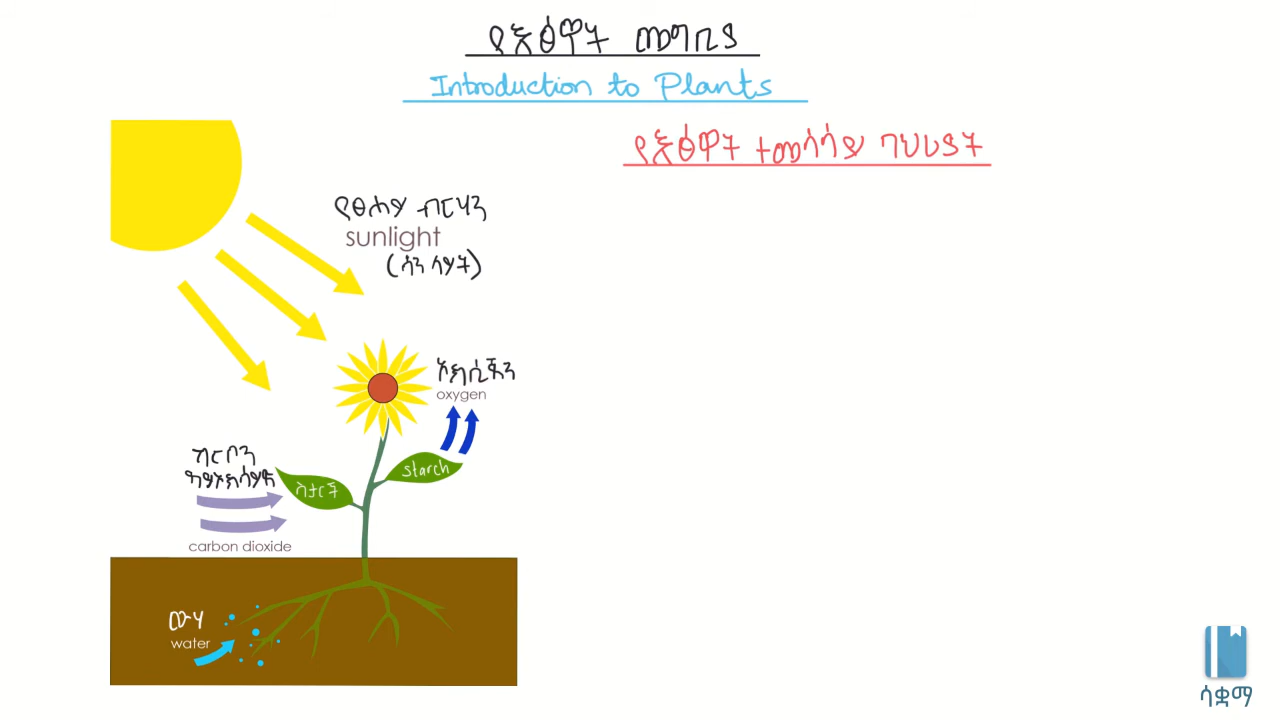 የእፅዋት መግቢያ
Introduction to Plants
የእፅዋት ተመሳሳይ ባህሪያት
የፀሐይ ብርሃን
sunlight
(ሳን ላይት)
ኦክሲጂን
oxygen
ካርቦን
ዳይኦክሳይድ
ስታርች
starch
carbon dioxide
ውሃ
water
ሳቋማ